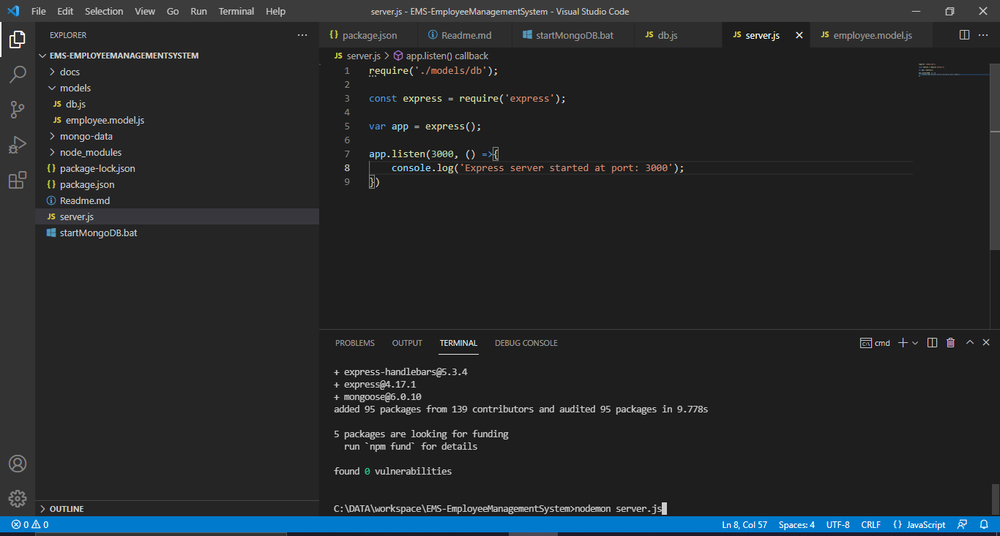 File Edit Selection View Go Run Terminal Help
server.js - EMS-EmployeeManagementSystem - Visual Studio Code
EXPLORER
EMS-EMPLOYEEMANAGEMENTSYSTEM
docs
models
JS db.js
JS employee.model.js
mongo-data
node_modules
{} package-lock.json
{} package.json
Readme.md
JS server.js
startMongoDB.bat
OUTLINE
{} package.json
Readme.md
startMongoDB.bat
JS db.js
JS server.js
JS employee.model.js
JS server.js > app.listen() callback
1 require('./models/db');
2
3 const express = require('express');
4
5 var app = express();
6
7 app.listen(3000, () =>{
8 console.log('Express server started at port: 3000');
9 })
PROBLEMS OUTPUT TERMINAL DEBUG CONSOLE
cmd
+ express-handlebars@5.3.4
+ express@4.17.1
+ mongoose@6.0.10
added 95 packages from 139 contributors and audited 95 packages in 9.778s
5 packages are looking for funding
run `npm fund` for details
found 0 vulnerabilities
C:\DATA\workspace\EMS-EmployeeManagementSystem>nodemon server.js
0 0
Ln 8, Col 57 Spaces: 4 UTF-8 CRLF {} JavaScript